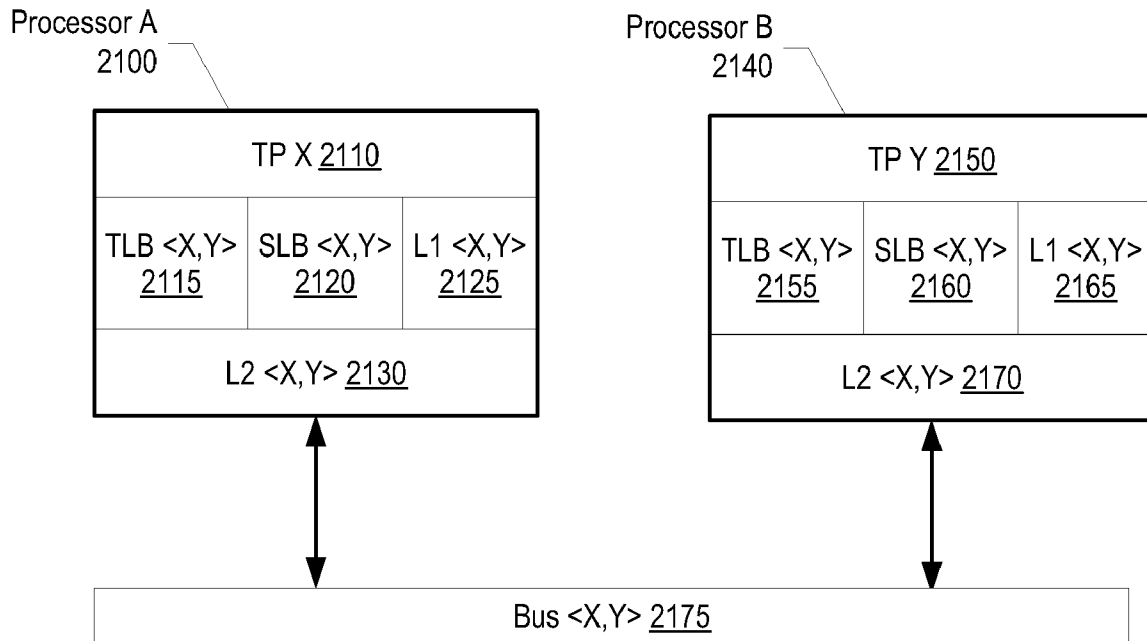 Processor A
2100
Processor B
2140
TP X 2110
TLB <X,Y>
2115
SLB <X,Y>
2120
L1 <X,Y>
2125
L2 <X,Y> 2130
TP Y 2150
TLB <X,Y>
2155
SLB <X,Y>
2160
L1 <X,Y>
2165
L2 <X,Y> 2170
Bus <X,Y> 2175